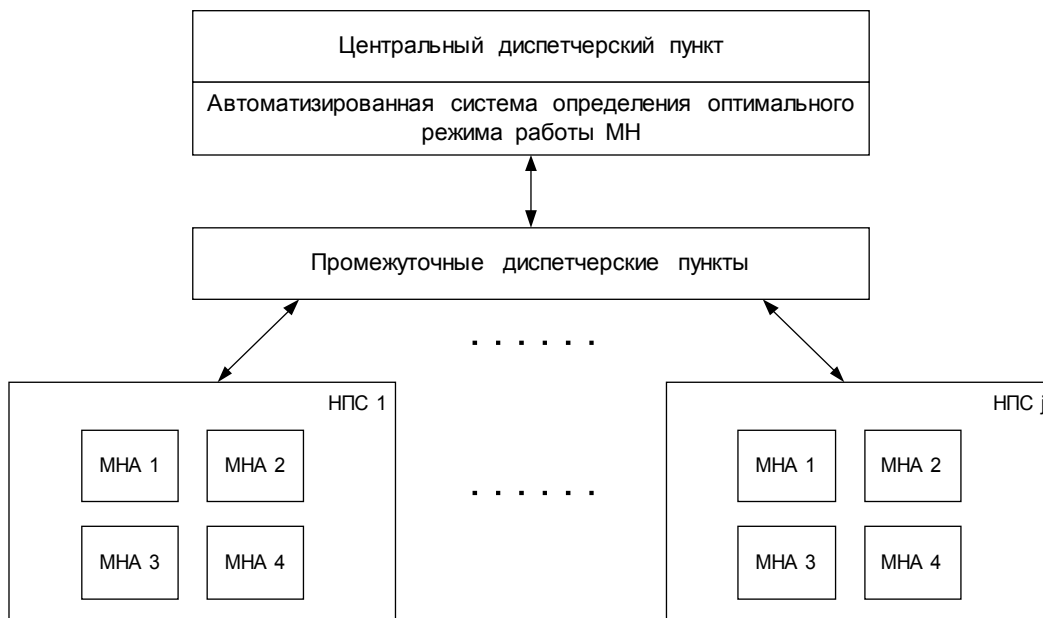 Центральный диспетчерский пункт
Автоматизированная система определения оптимального
режима работы МН
Промежуточные диспетчерские пункты
. . . . . .
НПС 1
НПС j
МНА 1
МНА 2
. . . . . .
МНА 1
МНА 2
МНА 3
МНА 4
МНА 3
МНА 4